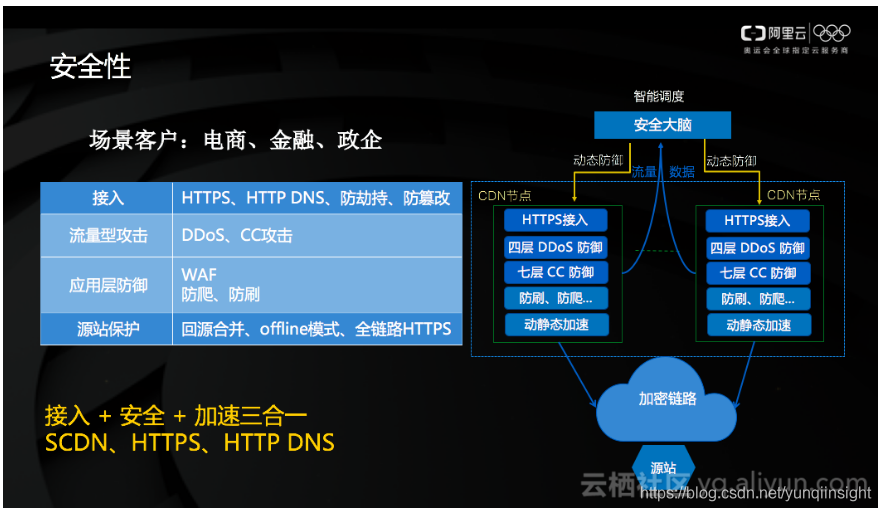 阿里云
奥运会全球指定云服务商
安全性
场景客户：电商、金融、政企
接入
HTTPS、HTTP DNS、防劫持、防篡改
流量型攻击
DDoS、CC攻击
应用层防御
WAF
防爬、防刷
源站保护
回源合并、offline模式、全链路HTTPS
接入 + 安全 + 加速三合一
SCDN、HTTPS、HTTP DNS
智能调度
安全大脑
动态防御
流量 数据
动态防御
CDN节点
HTTPS接入
四层 DDoS 防御
七层 CC 防御
防刷、防爬...
动静态加速
CDN节点
HTTPS接入
四层 DDoS 防御
七层 CC 防御
防刷、防爬...
动静态加速
加密链路
源站
云栖社区 yq.aliyun.com
https://blog.csdn.net/yunqiinsight